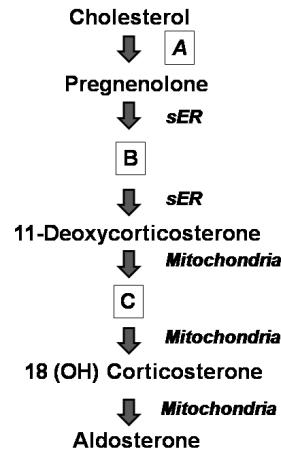 Cholesterol
A
Pregnenolone
sER
B
sER
11-Deoxycorticosterone
Mitochondria
C
Mitochondria
18 (OH) Corticosterone
Mitochondria
Aldosterone